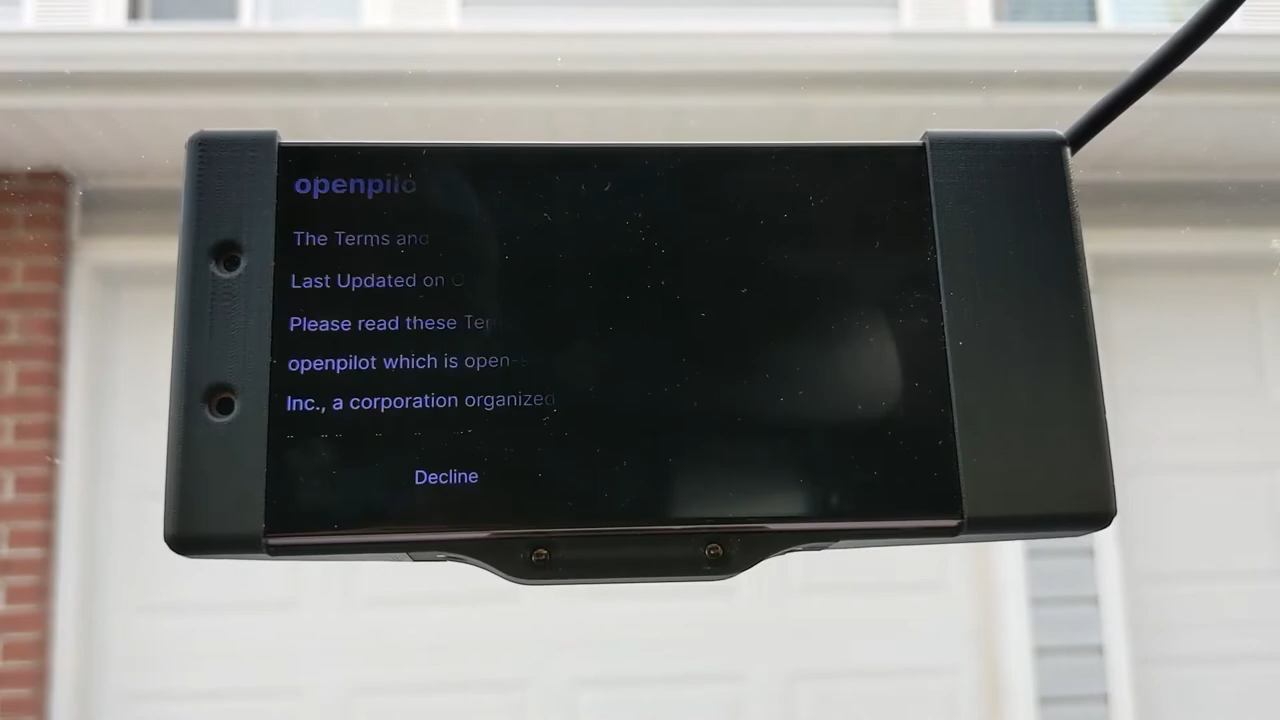 openpilo
The Terms and
Last Updated on
Please read these Ter
openpilot which is open-
Inc., a corporation organized
Decline